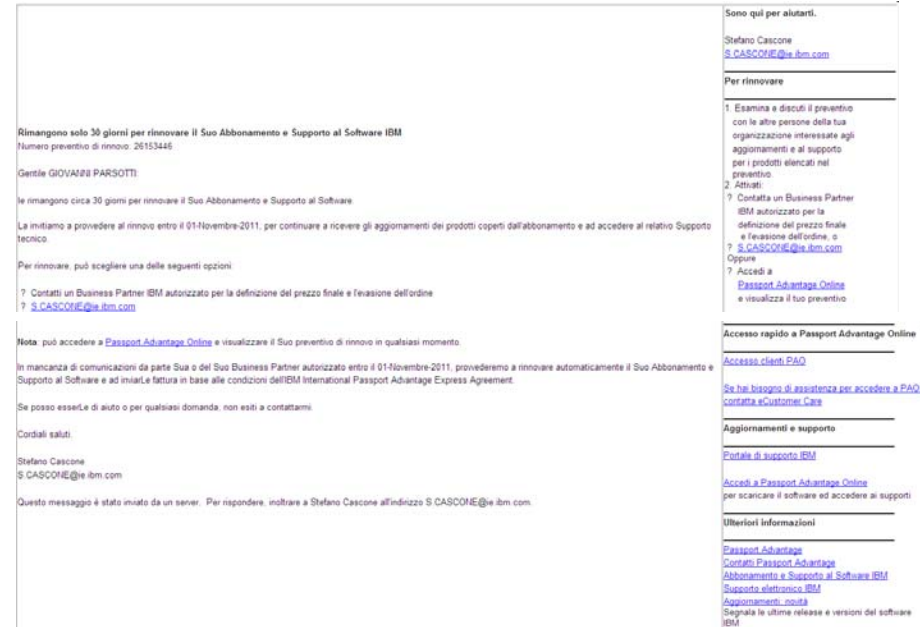 Rimangono solo 30 giorni per rinnovare il Suo Abbonamento e Supporto al Software IBM
Numero preventivo di rinnovo: 26153446
Gentile GIOVANNI PARSOTTI:
le rimangono circa 30 giorni per rinnovare il Suo Abbonamento e Supporto al Software.
La invitiamo a provedere al rinnovo entro il 01-Novembre-2011, per continuare a ricevere gli aggiornamenti dei prodotti coperti dall'abbonamento e ad accedere al relativo Supporto
tecnico.
Per rinnovare, può scegliere una delle seguenti opzioni:
? Contatti un Business Partner IBM autorizzato per la definizione del prezzo finale e l'evasione dell'ordine
? S.CASCONE@ie.ibm.com
Nota: può accedere a Passport Advantage Online e visualizzare il Suo preventivo di rinnovo in qualsiasi momento.
In mancanza di comunicazioni da parte Sua o del Suo Business Partner autorizzato entro il 01-Novembre-2011, provederemo a rinnovare automaticamente il Suo Abbonamento e
Supporto al Software e ad inviarLe fattura in base alle condizioni dell'IBM International Passport Advantage Express Agreement.
Se posso esserLe di aiuto o per qualsiasi domanda, non esiti a contattarmi.
Cordiali saluti.
Stefano Cascone
S.CASCONE@ie.ibm.com
Questo messaggio è stato inviato da un server. Per rispondere, inoltrare a Stefano Cascone all'indirizzo S.CASCONE@ie.ibm.com.
Sono qui per aiutarti.
Stefano Cascone
S.CASCONE@ie.ibm.com
Per rinnovare
1. Esamina e discuti il preventivo
con le altre persone della tua
organizzazione interessate agli
aggiornamenti e al supporto
per i prodotti elencati nel
preventivo.
2. Attivati:
? Contatta un Business Partner
IBM autorizzato per la
definizione del prezzo finale
e l'evasione dell'ordine, o
? S.CASCONE@ie.ibm.com
Oppure
? Accedi a
Passport Advantage Online
e visualizza il tuo preventivo
Accesso rapido a Passport Advantage Online
Accesso clienti PAO
Se hai bisogno di assistenza per accedere a PAO
contatta eCustomer Care
Aggiornamenti e supporto
Portale di supporto IBM
Accedi a Passport Advantage Online
per scaricare il software ed accedere ai supporti
Ulteriori informazioni
Passport Advantage
Contatti Passport Advantage
Abbonamento e Supporto al Software IBM
Supporto elettronico IBM
Aggiornamenti: novità
Segnala le ultime release e versioni del software
IBM